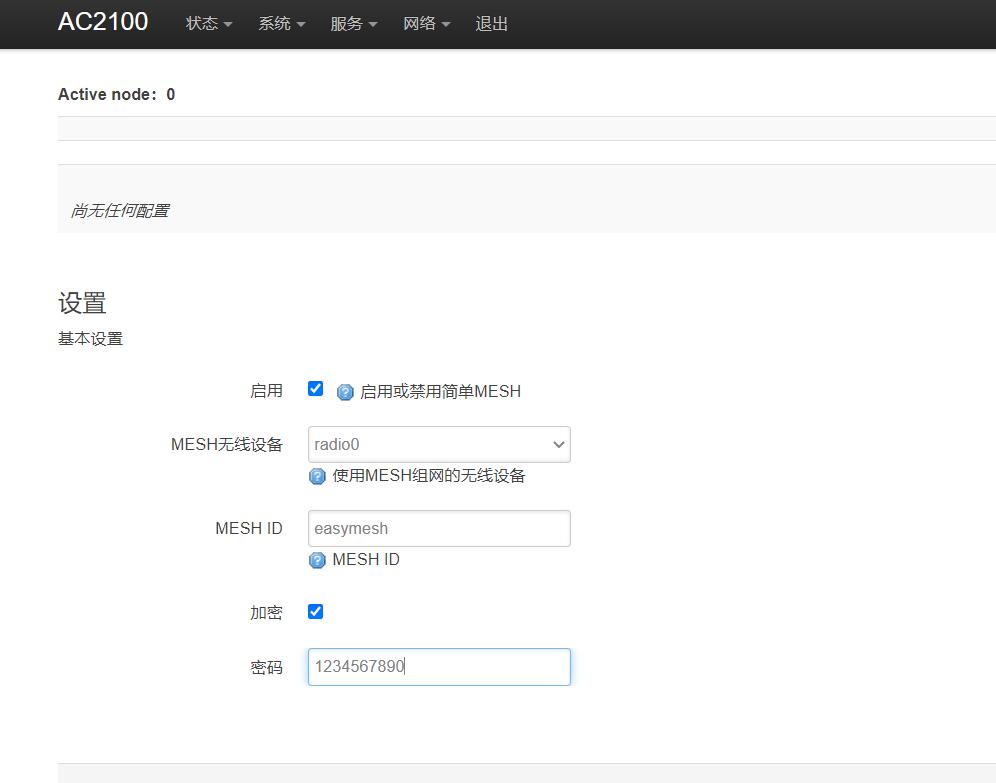 AC2100 状态 系统 服务 网络 退出
Active node：0
尚无任何配置
设置
基本设置
启用 启用或禁用简单MESH
MESH无线设备 radio0
使用MESH组网的无线设备
MESH ID easymesh
MESH ID
加密
密码 1234567890